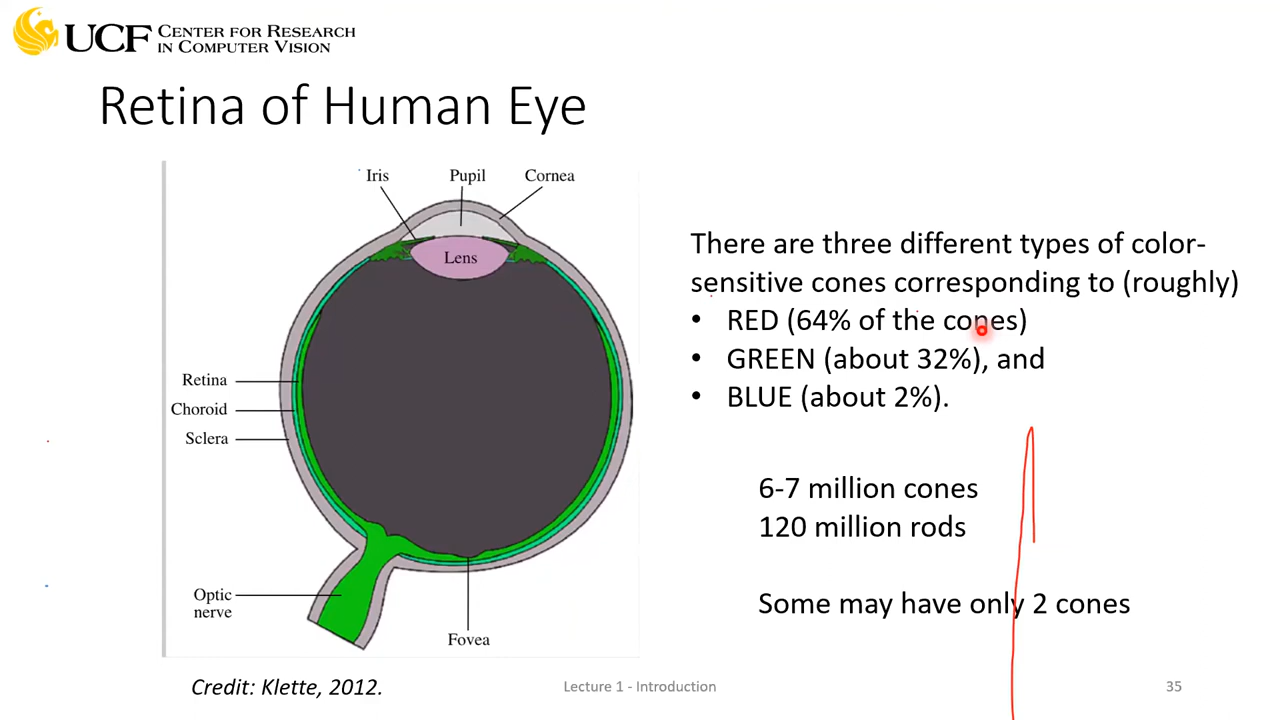 UCF CENTER FOR RESEARCH
IN COMPUTER VISION
Retina of Human Eye
Iris Pupil Cornea
Lens
Retina
Choroid
Sclera
Optic
nerve
Fovea
Credit: Klette, 2012.
There are three different types of color-
sensitive cones corresponding to (roughly)
• RED (64% of the cones)
• GREEN (about 32%), and
• BLUE (about 2%).
6-7 million cones
120 million rods
Some may have only 2 cones
Lecture 1 - Introduction
35